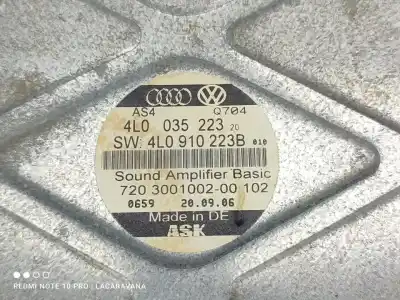 AS4 Q704
4L0 035 223 20
SW: 4L0 910 223B 010
Sound Amplifier Basic
720 3001002-00 102
0659 20.09.06
Made in DE
ASK
REDMI NOTE 10 PRO | LACARAVANA